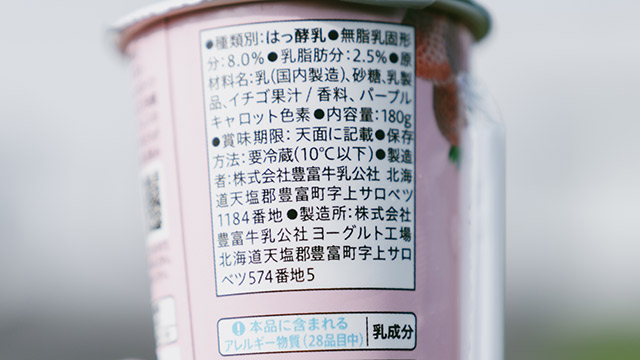 ●種類別：はっ酵乳●無脂乳固形
分：8.0%●乳脂肪分：2.5%●原
材料名：乳（国内製造）、砂糖、乳製
品、イチゴ果汁／香料、パープル
キャロット色素●内容量：180g
●賞味期限：天面に記載●保存
方法：要冷蔵（10℃以下）●製造
者：株式会社豊富牛乳公社 北海
道天塩郡豊富町字上サロベツ
1184番地●製造所：株式会社
豊富牛乳公社 ヨーグルト工場
北海道天塩郡豊富町字上サロ
ベツ574番地5
! 本品に含まれる
アレルギー物質（28品目中）
乳成分